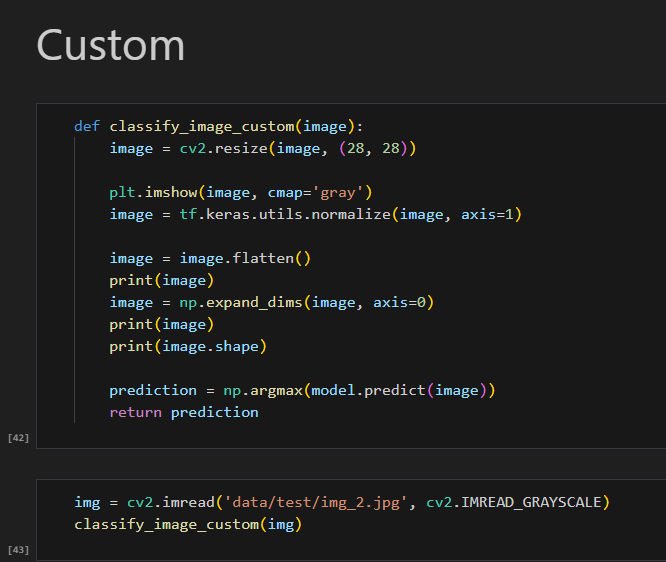 Custom
def classify_image_custom(image):
    image = cv2.resize(image, (28, 28))
    plt.imshow(image, cmap='gray')
    image = tf.keras.utils.normalize(image, axis=1)
    image = image.flatten()
    print(image)
    image = np.expand_dims(image, axis=0)
    print(image)
    print(image.shape)
    prediction = np.argmax(model.predict(image))
    return prediction
[42]
img = cv2.imread('data/test/img_2.jpg', cv2.IMREAD_GRAYSCALE)
classify_image_custom(img)
[43]